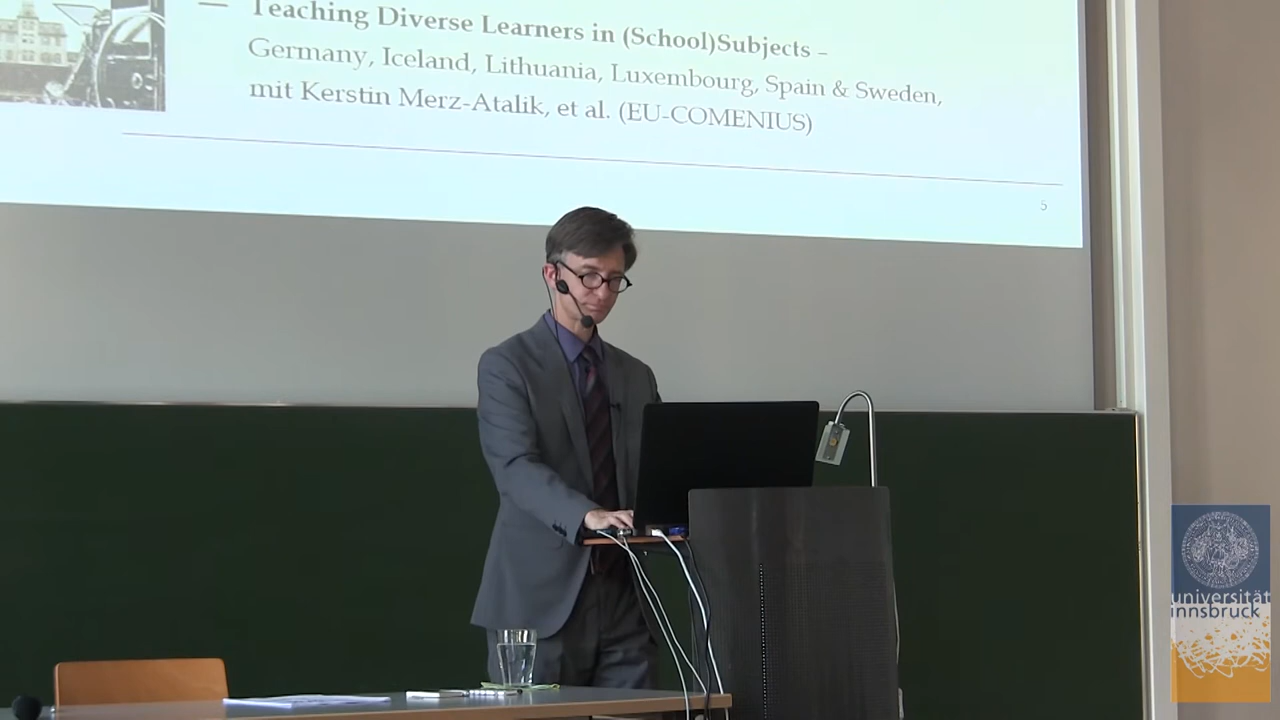 — Teaching Diverse Learners in (School)Subjects –
Germany, Iceland, Lithuania, Luxembourg, Spain & Sweden,
mit Kerstin Merz-Atalik, et al. (EU-COMENIUS)
5
universität
innsbruck